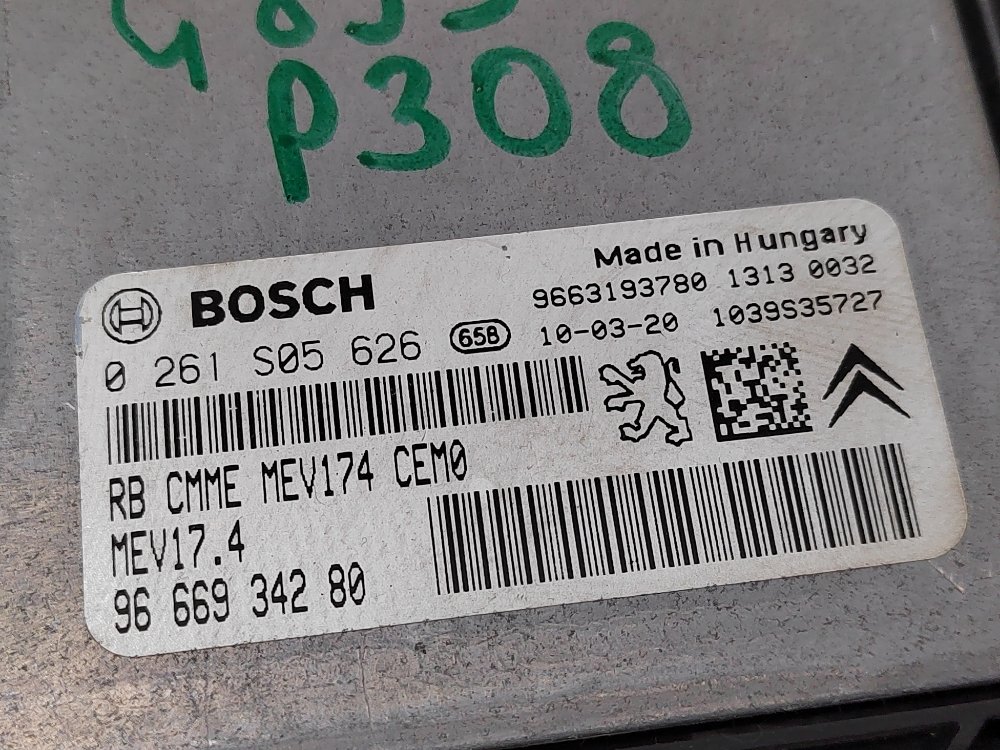 P308
Made in Hungary
BOSCH
9663193780 1313 0032
0 261 S05 626 658 10-03-20 1039S35727
RB CMME MEV174 CEM0
MEV17.4
96 669 342 80